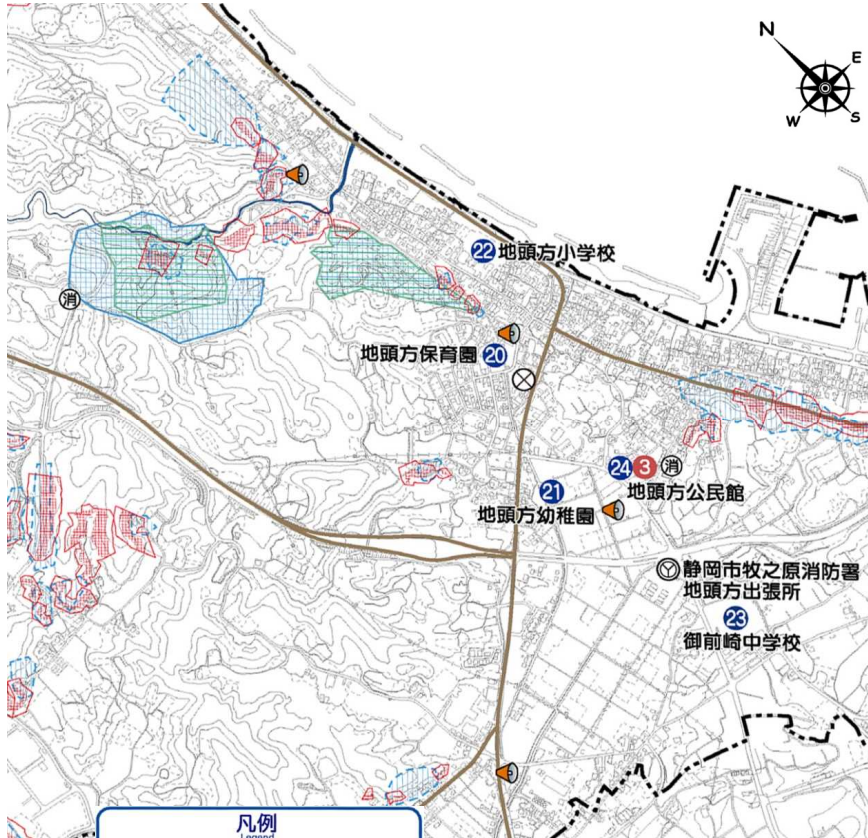 N
E
W
S
22 地頭方小学校
消
地頭方保育園 20
24 3 消
地頭方公民館
21
地頭方幼稚園
静岡市牧之原消防署
地頭方出張所
23
御前崎中学校
凡例
Legend